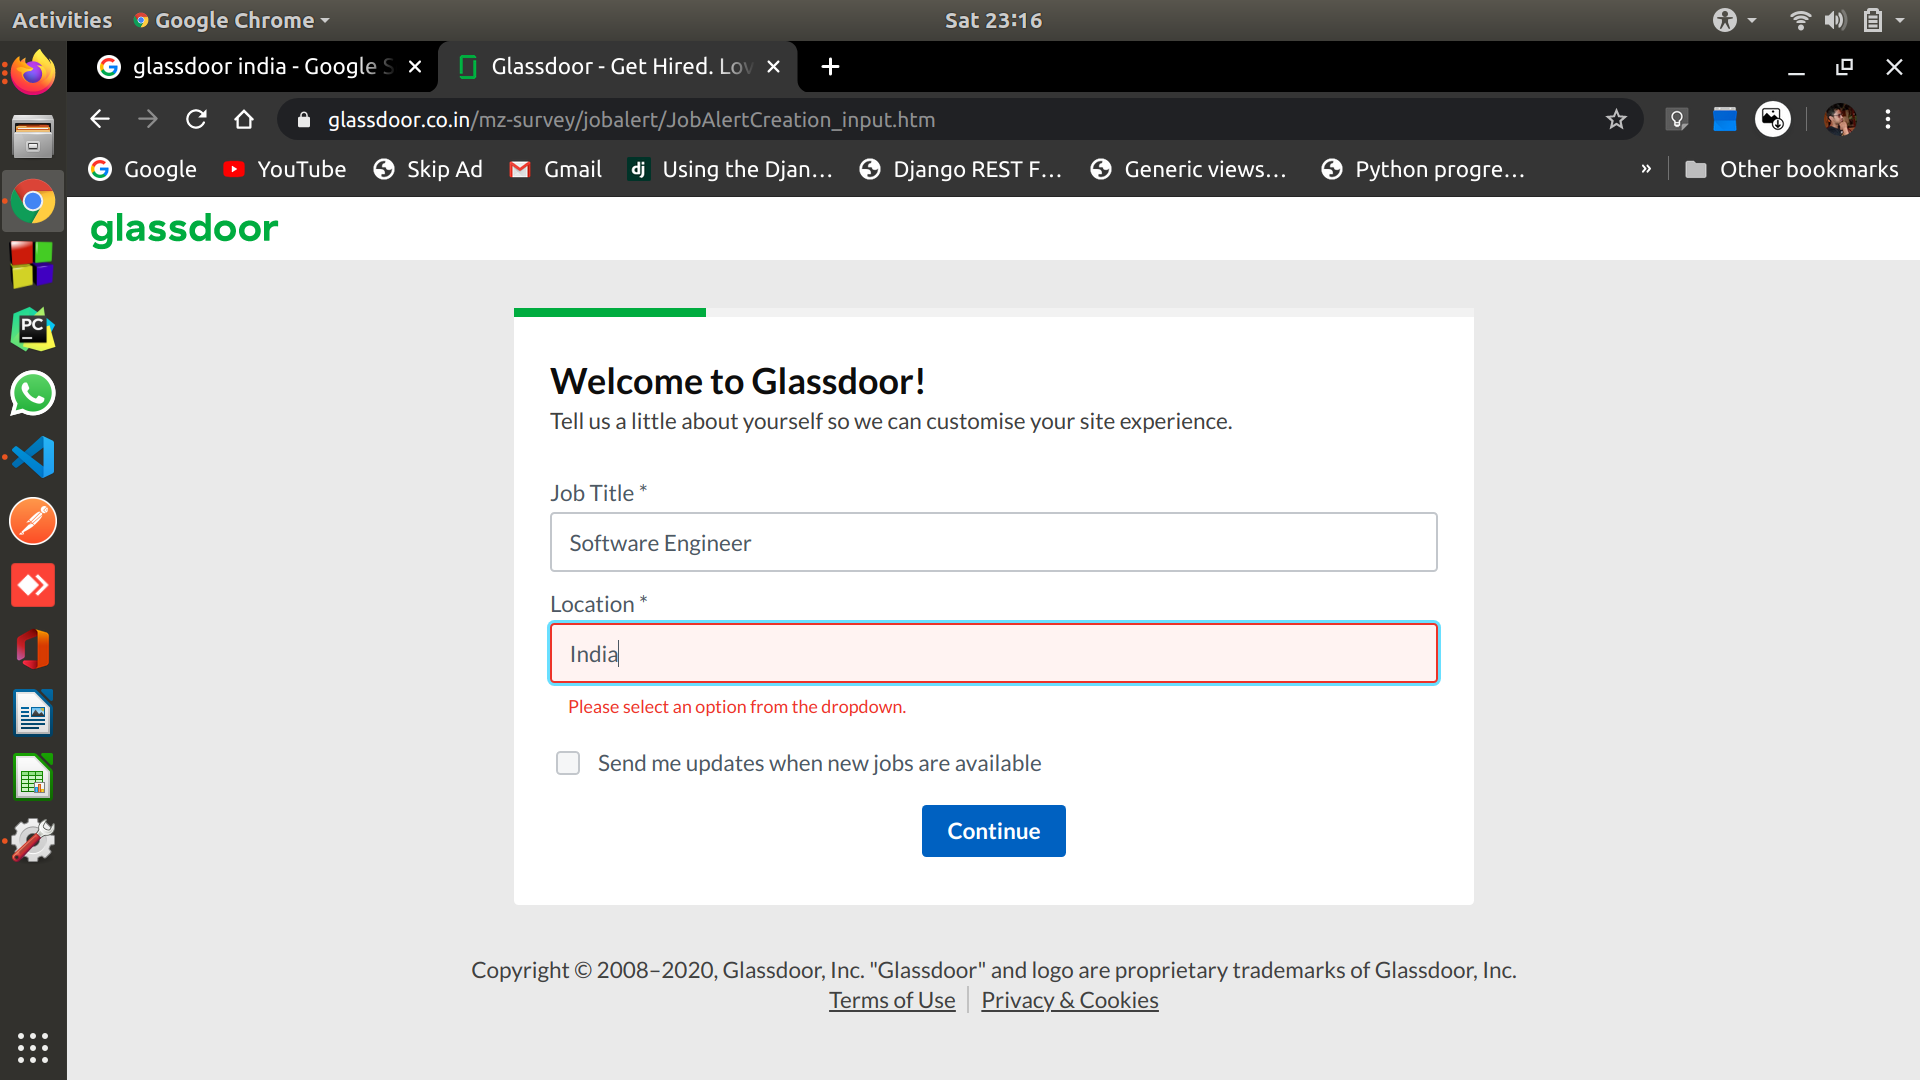 Activities Google Chrome Sat 23:16
glassdoor india - Google S Glassdoor - Get Hired. Lov
glassdoor.co.in/mz-survey/jobalert/JobAlertCreation_input.htm
Google YouTube Skip Ad Gmail dj Using the Djan... Django REST F... Generic views... Python progre... » Other bookmarks
glassdoor
PC
Welcome to Glassdoor!
Tell us a little about yourself so we can customise your site experience.
Job Title *
Software Engineer
Location *
India
Please select an option from the dropdown.
Send me updates when new jobs are available
Continue
Copyright © 2008–2020, Glassdoor, Inc. "Glassdoor" and logo are proprietary trademarks of Glassdoor, Inc.
Terms of Use Privacy & Cookies